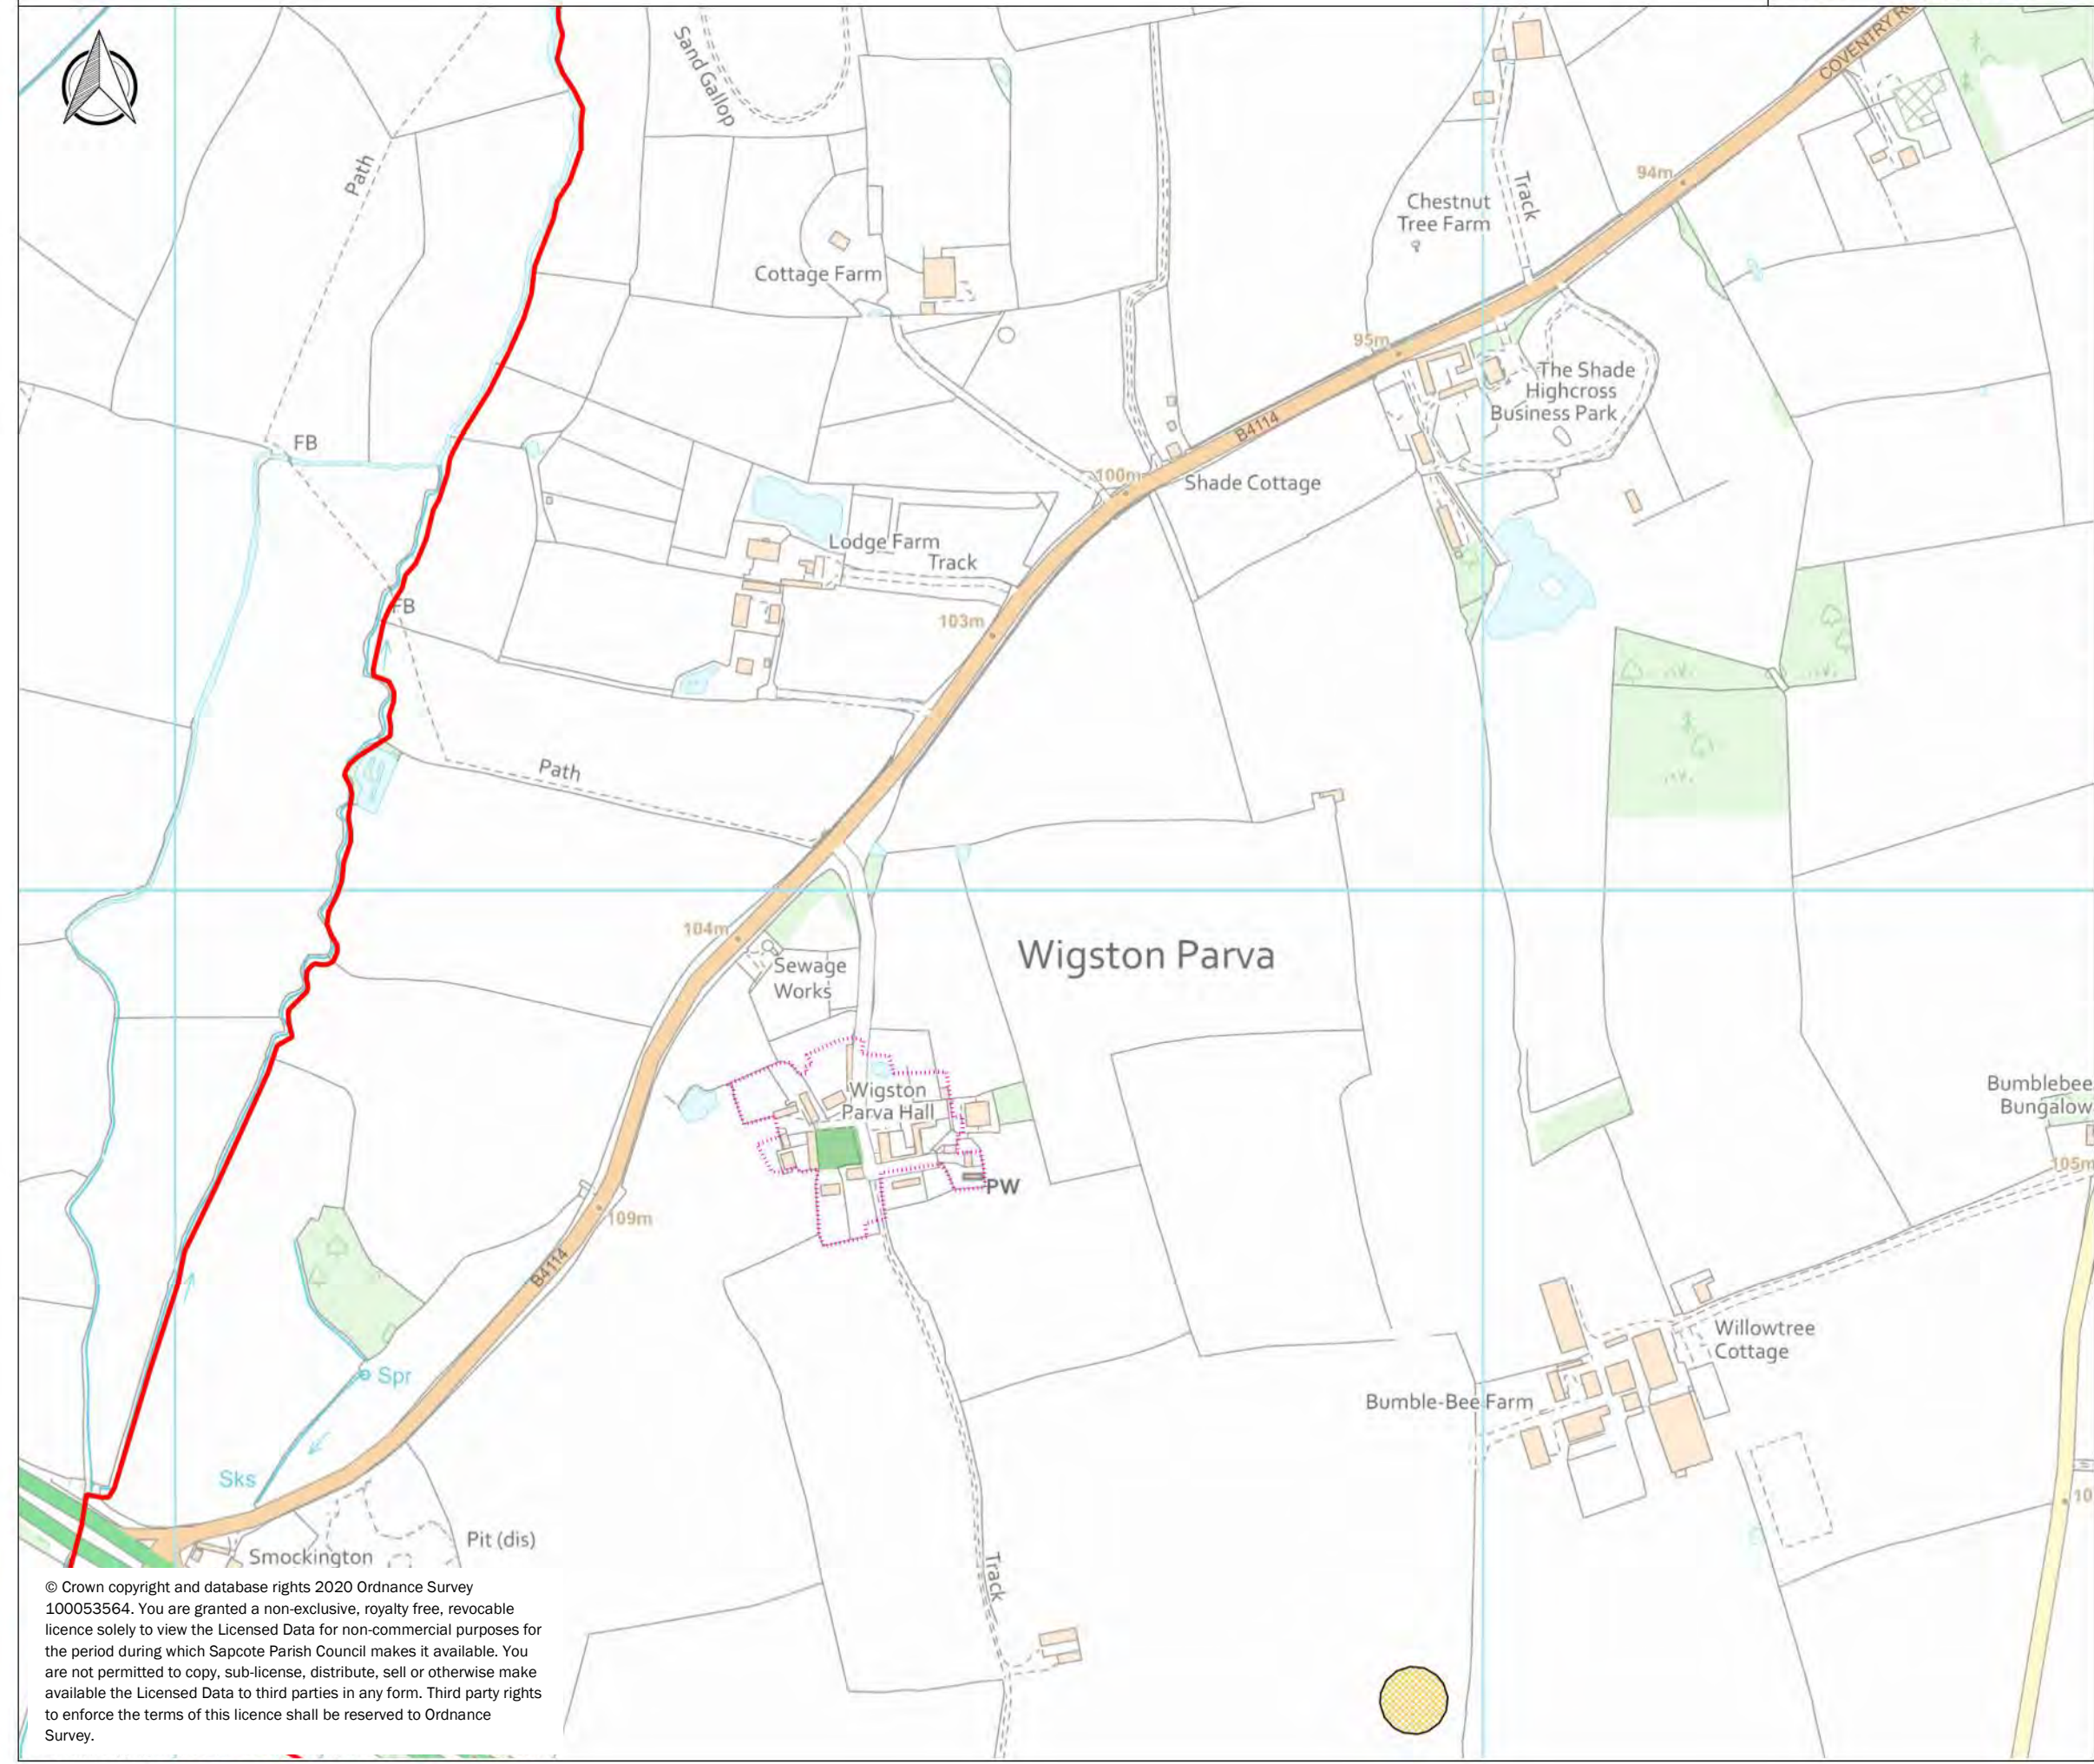 COVENTRY
Sand Gallop
Path
94m
Track
Chestnut
Tree Farm
Cottage Farm
95m
The Shade
Highcross
Business Park
B4114
FB
100m
Shade Cottage
Lodge Farm
Track
FB
103m
Path
104m
Sewage
Works
Wigston Parva
Wigston
Parva Hall
Bumblebee
Bungalow
105m
PW
109m
B4114
Willowtree
Cottage
Spr
Bumble-Bee Farm
Sks
10
Pit (dis)
Smockington
Track
© Crown copyright and database rights 2020 Ordnance Survey
100053564. You are granted a non-exclusive, royalty free, revocable
licence solely to view the Licensed Data for non-commercial purposes for
the period during which Sapcote Parish Council makes it available. You
are not permitted to copy, sub-license, distribute, sell or otherwise make
available the Licensed Data to third parties in any form. Third party rights
to enforce the terms of this licence shall be reserved to Ordnance
Survey.